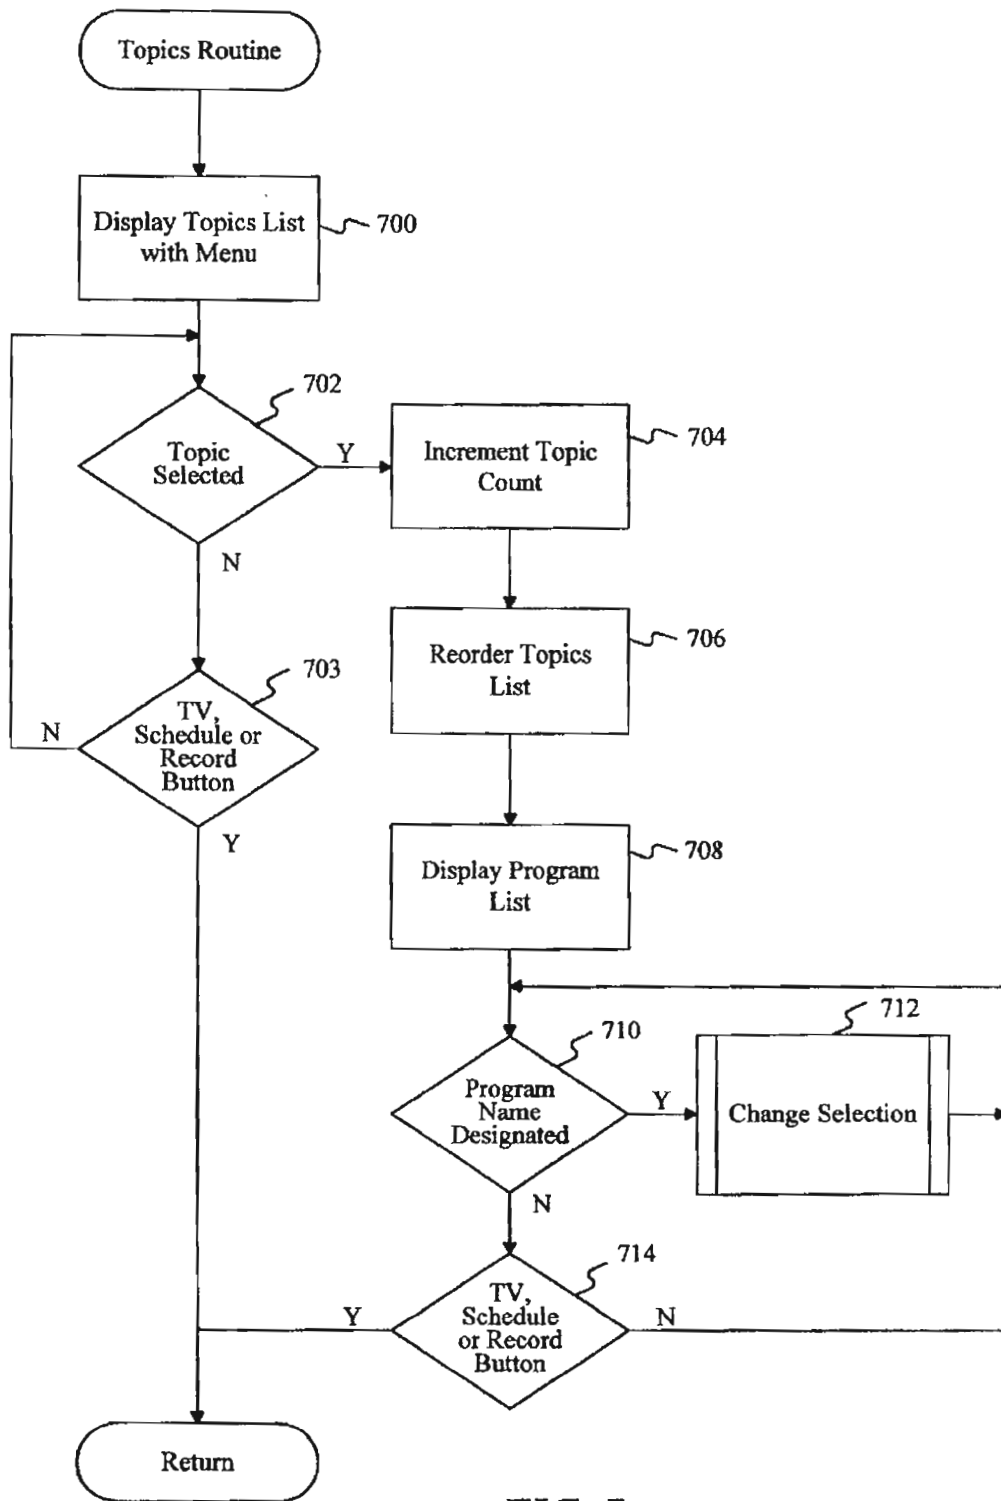 Topics Routine
Display Topics List
with Menu
700
702
Topic
Selected
Y
Increment Topic
Count
704
N
Reorder Topics
List
706
703
TV,
Schedule or
Record
Button
N
Y
Display Program
List
708
710
Program
Name
Designated
Y
712
Change Selection
N
714
TV,
Schedule
or Record
Button
Y
N
Return